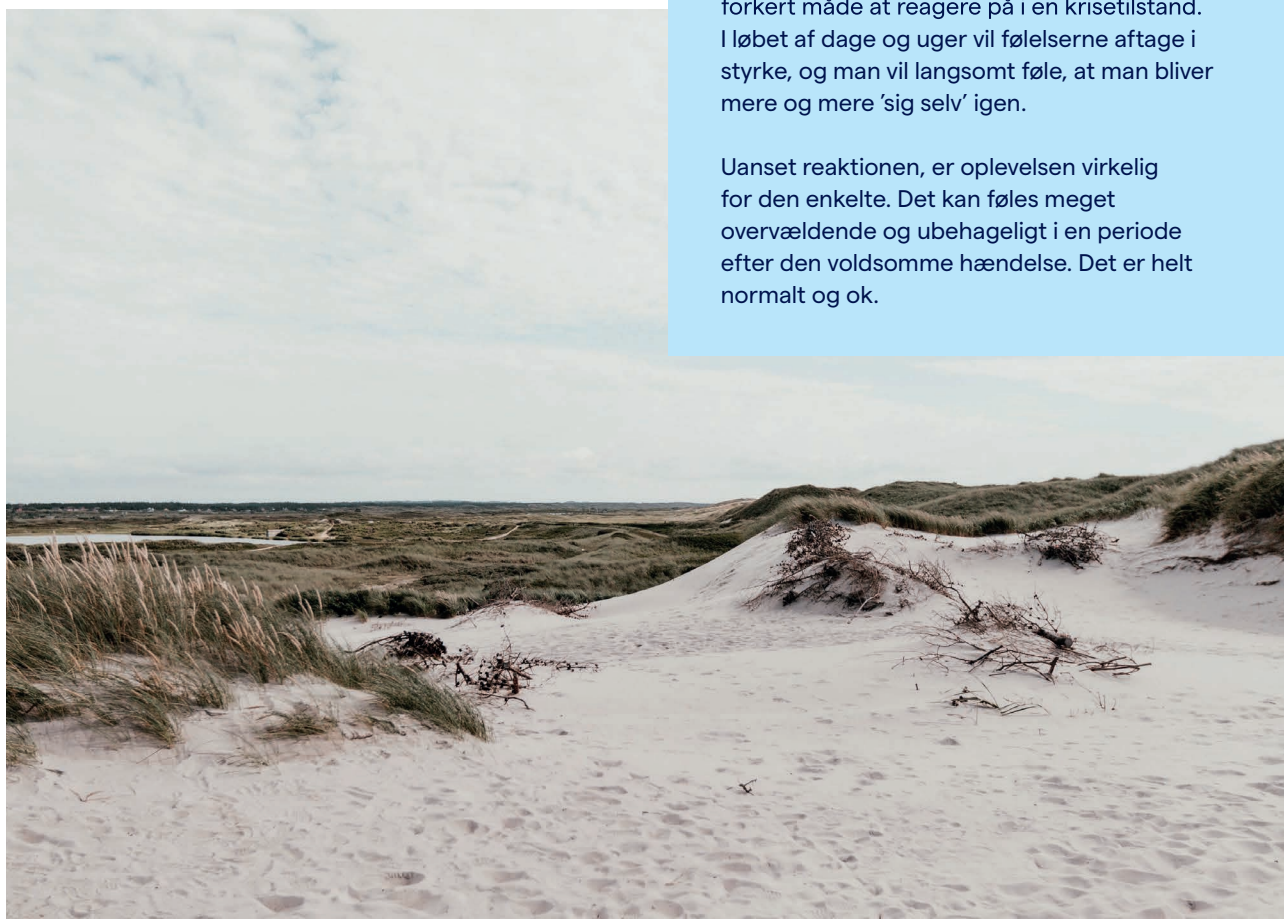 forkert måde at reagere på i en krisetilstand.
I løbet af dage og uger vil følelserne aftage i
styrke, og man vil langsomt føle, at man bliver
mere og mere ’sig selv’ igen.
Uanset reaktionen, er oplevelsen virkelig
for den enkelte. Det kan føles meget
overvældende og ubehageligt i en periode
efter den voldsomme hændelse. Det er helt
normalt og ok.